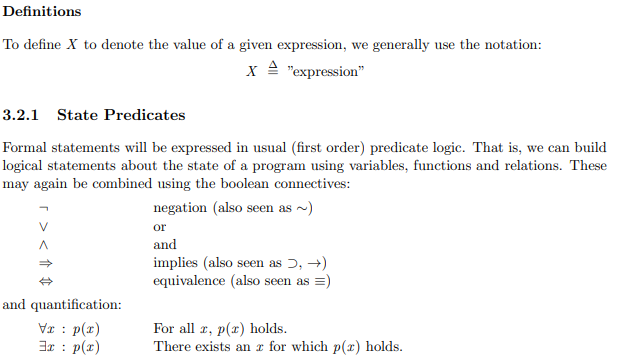 Definitions
To define X to denote the value of a given expression, we generally use the notation:
X ≜ ”expression”
3.2.1 State Predicates
Formal statements will be expressed in usual (first order) predicate logic. That is, we can build
logical statements about the state of a program using variables, functions and relations. These
may again be combined using the boolean connectives:
¬ negation (also seen as ∼)
∨ or
∧ and
⇒ implies (also seen as ⊃, →)
⇔ equivalence (also seen as ≡)
and quantification:
∀x : p(x) For all x, p(x) holds.
∃x : p(x) There exists an x for which p(x) holds.